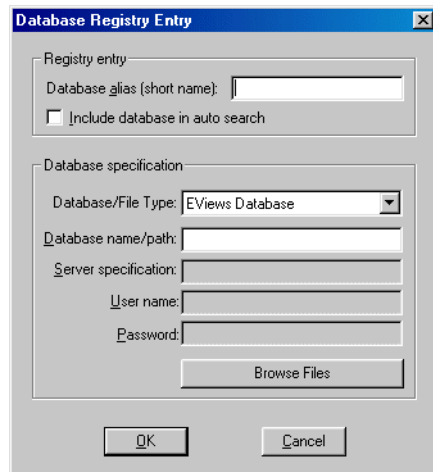 Database Registry Entry
Registry entry
Database alias (short name):
Include database in auto search
Database specification
Database/File Type: EViews Database
Database name/path:
Server specification:
User name:
Password:
Browse Files
OK Cancel